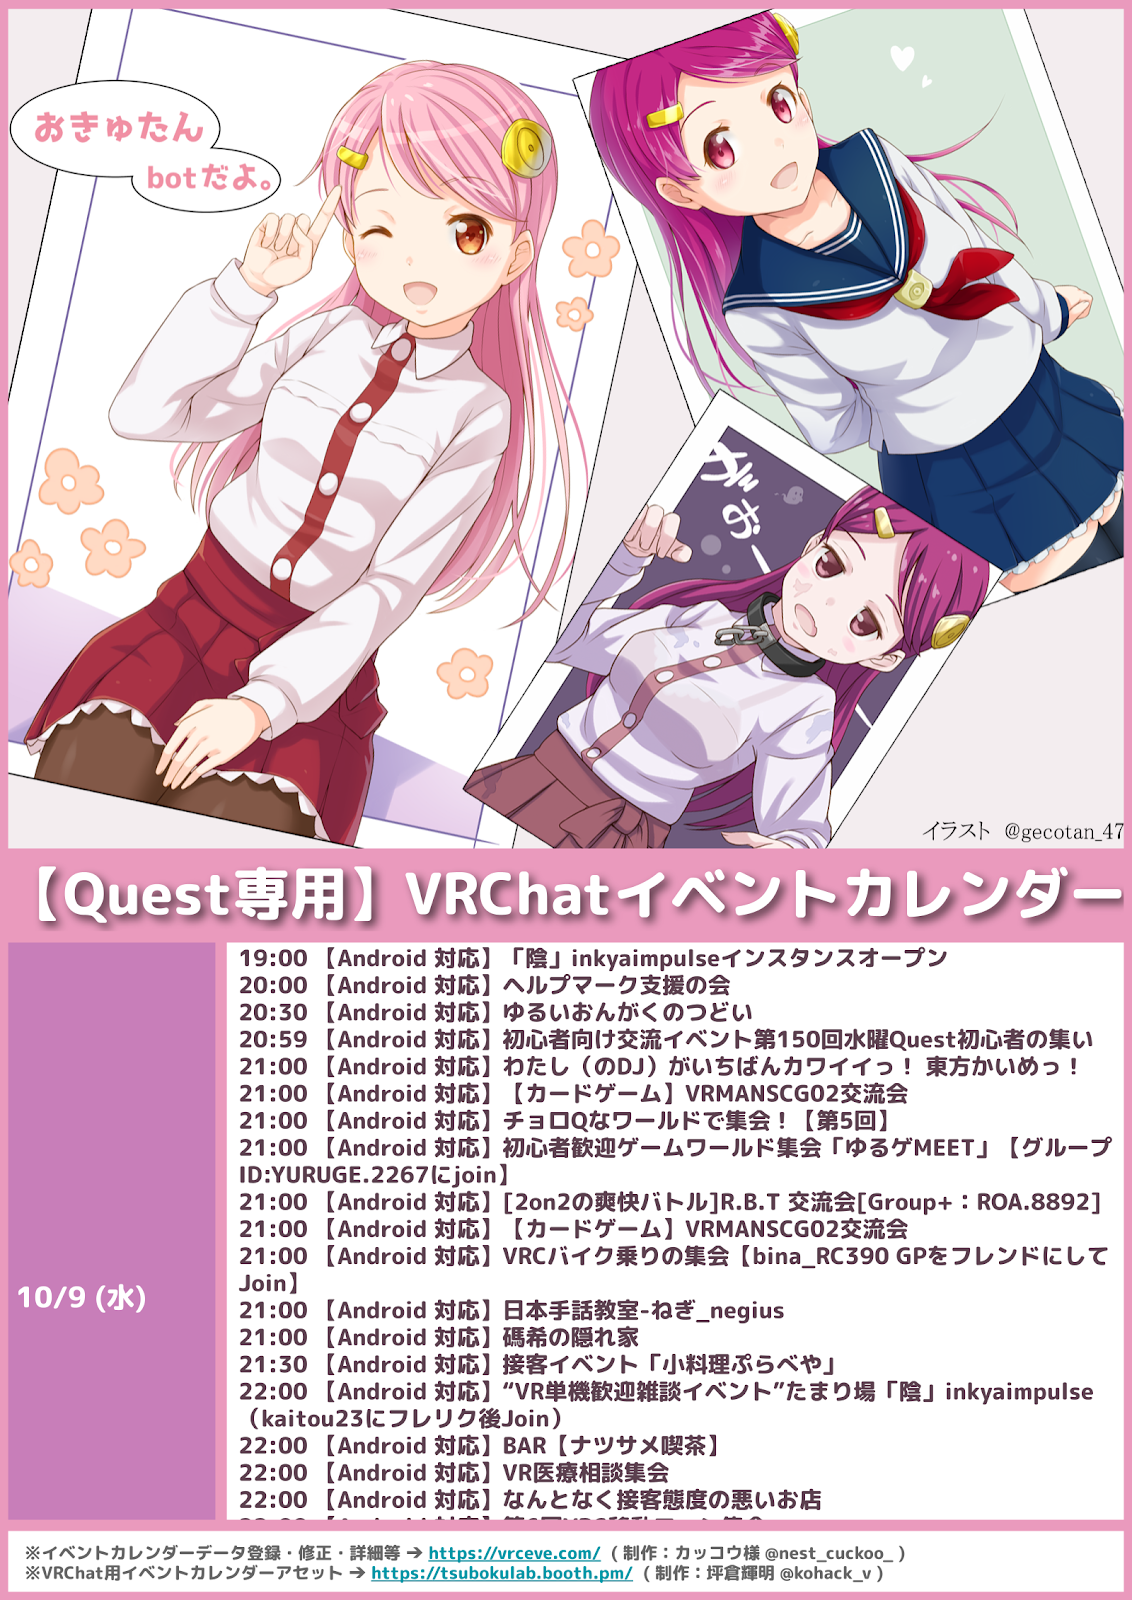 おきゅたん
botだよ。
がおー
イラスト @gecotan_47
【Quest専用】VRChatイベントカレンダー
10/9 (水)
19:00 【Android 対応】「陰」inkyaimpulseインスタンスオープン
20:00 【Android 対応】ヘルプマーク支援の会
20:30 【Android 対応】ゆるいおんがくのつどい
20:59 【Android 対応】初心者向け交流イベント第150回水曜Quest初心者の集い
21:00 【Android 対応】わたし（のDJ）がいちばんカワイイっ！ 東方かいめっ！
21:00 【Android 対応】【カードゲーム】VRMANSCG02交流会
21:00 【Android 対応】チョロQなワールドで集会！【第5回】
21:00 【Android 対応】初心者歓迎ゲームワールド集会「ゆるゲMEET」【グループ
ID:YURUGE.2267にjoin】
21:00 【Android 対応】[2on2の爽快バトル]R.B.T 交流会[Group+：ROA.8892]
21:00 【Android 対応】【カードゲーム】VRMANSCG02交流会
21:00 【Android 対応】VRCバイク乗りの集会【bina_RC390 GPをフレンドにして
Join】
21:00 【Android 対応】日本手話教室-ねぎ_negius
21:00 【Android 対応】碼希の隠れ家
21:30 【Android 対応】接客イベント「小料理ぷらべや」
22:00 【Android 対応】“VR単機歓迎雑談イベント”たまり場「陰」inkyaimpulse
（kaitou23にフレリク後Join）
22:00 【Android 対応】BAR【ナツサメ喫茶】
22:00 【Android 対応】VR医療相談集会
22:00 【Android 対応】なんとなく接客態度の悪いお店
※イベントカレンダーデータ登録・修正・詳細等 ➔ https://vrceve.com/ （ 制作：カッコウ様 @nest_cuckoo_ ）
※VRChat用イベントカレンダーアセット ➔ https://tsubokulab.booth.pm/ （ 制作：坪倉輝明 @kohack_v ）